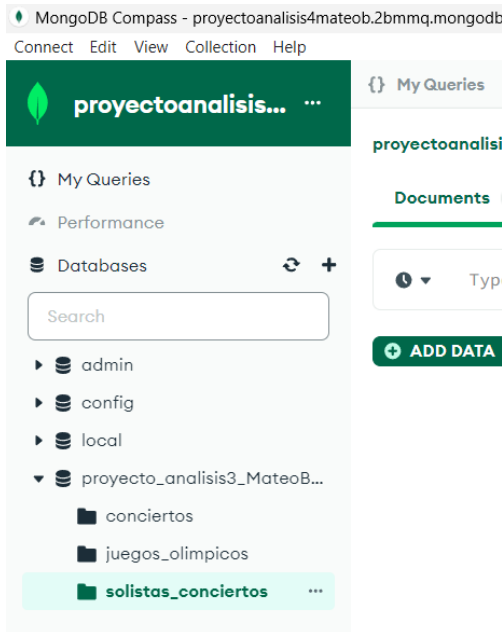 MongoDB Compass - proyectoanalisis4mateob.2bmmq.mongodb
Connect Edit View Collection Help
proyectoanalisis... ...
{} My Queries
proyectoanalisi
{} My Queries
Documents
Performance
Databases
Typ
Search
ADD DATA
admin
config
local
proyecto_analisis3_MateoB...
conciertos
juegos_olimpicos
solistas_conciertos ...